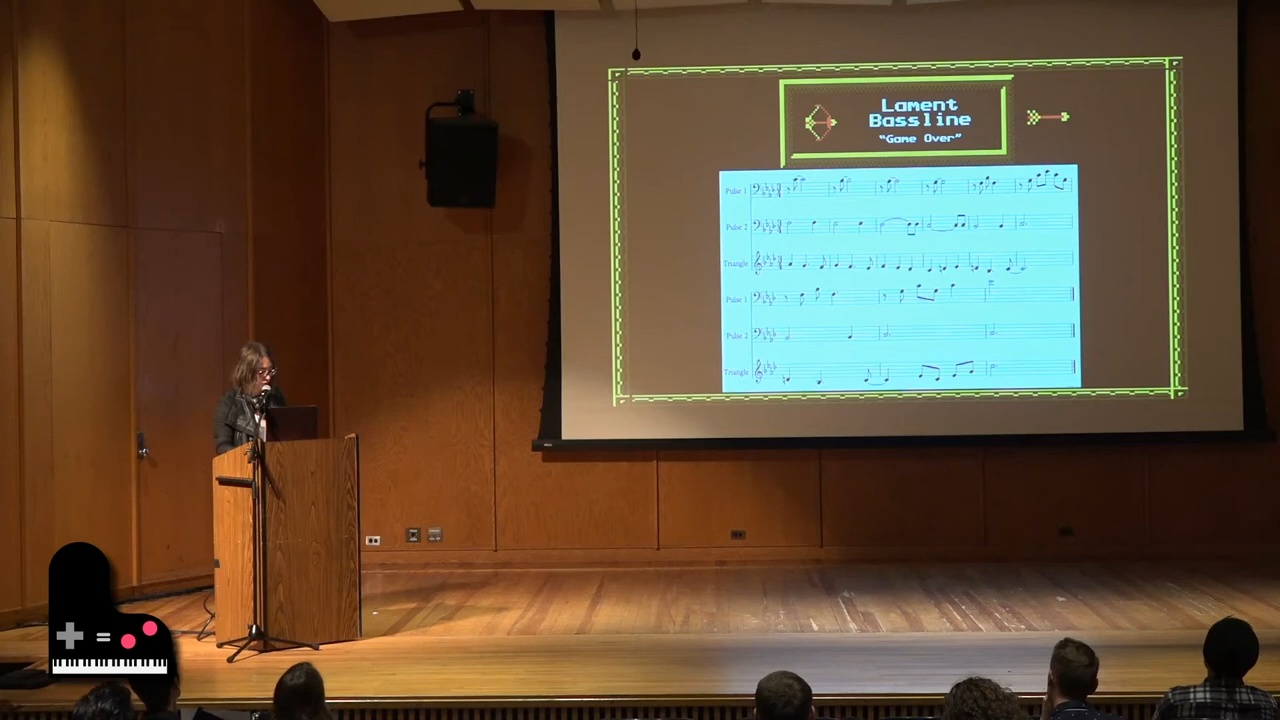 Lament
Bassline
"Game Over"
Pulse 1
Pulse 2
Triangle
Pulse 1
Pulse 2
Triangle